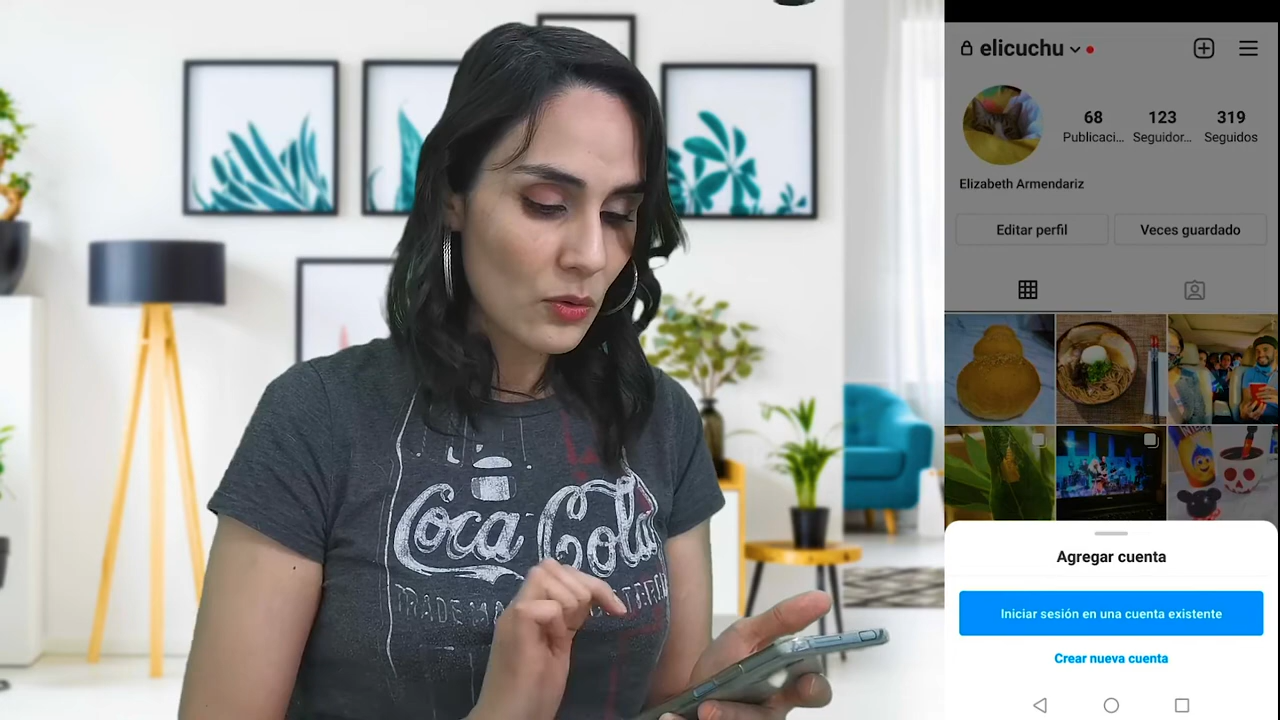 elicuchu
68
123
319
Publicaci...
Seguidor...
Seguidos
Elizabeth Armendariz
Editar perfil
Veces guardado
Coca Cola
Agregar cuenta
Iniciar sesión en una cuenta existente
Crear nueva cuenta